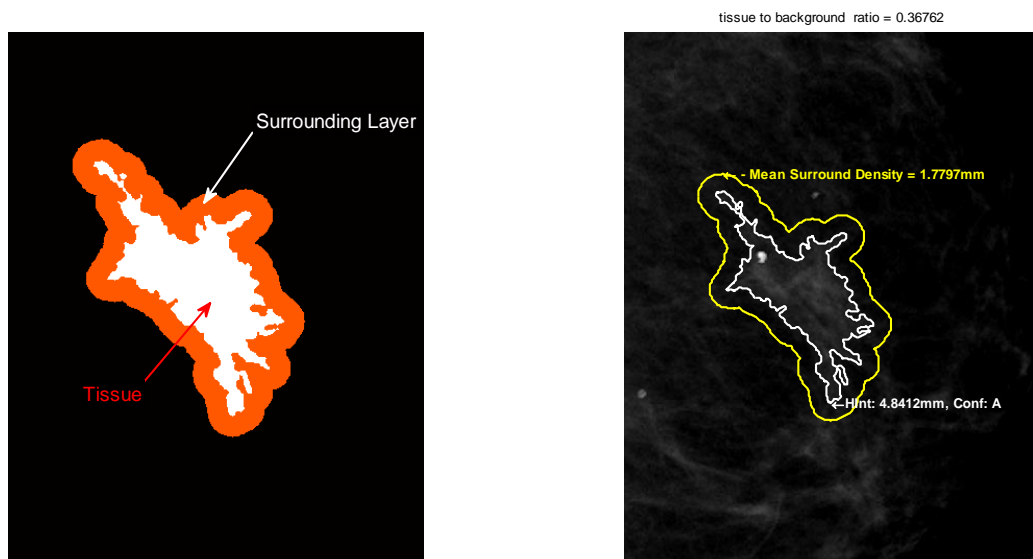 tissue to background  ratio = 0.36762
Surrounding Layer
Tissue
← - Mean Surround Density = 1.7797mm
←Hint: 4.8412mm, Conf: A